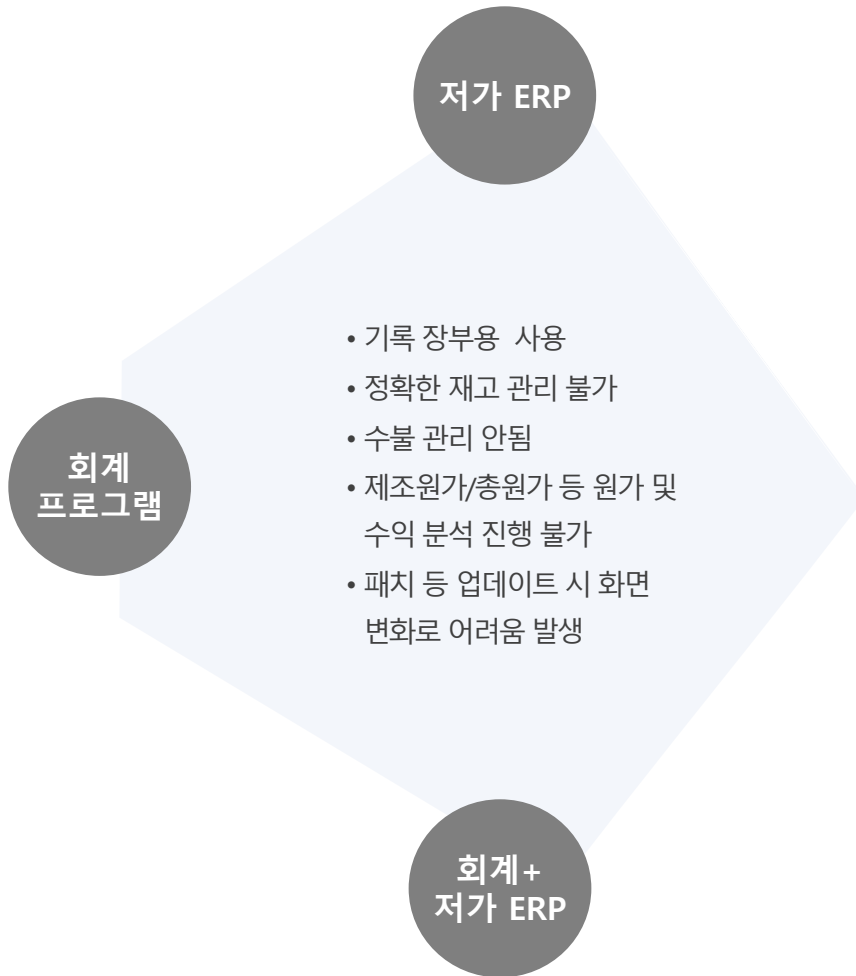 저가 ERP
• 기록 장부용  사용
• 정확한 재고 관리 불가
• 수불 관리 안됨
• 제조원가/총원가 등 원가 및
수익 분석 진행 불가
• 패치 등 업데이트 시 화면
변화로 어려움 발생
회계
프로그램
회계+
저가 ERP